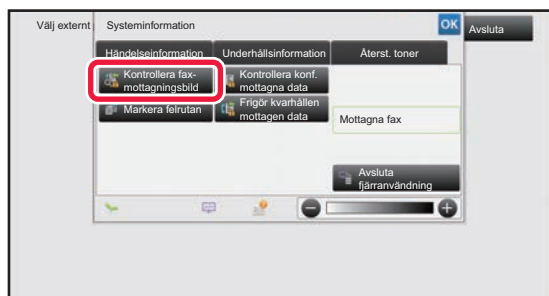 Välj externt
Systeminformation
OK
Avsluta
Händelseinformation
Underhållsinformation
Återst. toner
Kontrollera fax-
mottagningsbild
Kontrollera konf.
mottagna data
Markera felrutan
Frigör kvarhållen
mottagen data
Mottagna fax
Avsluta
fjärranvändning